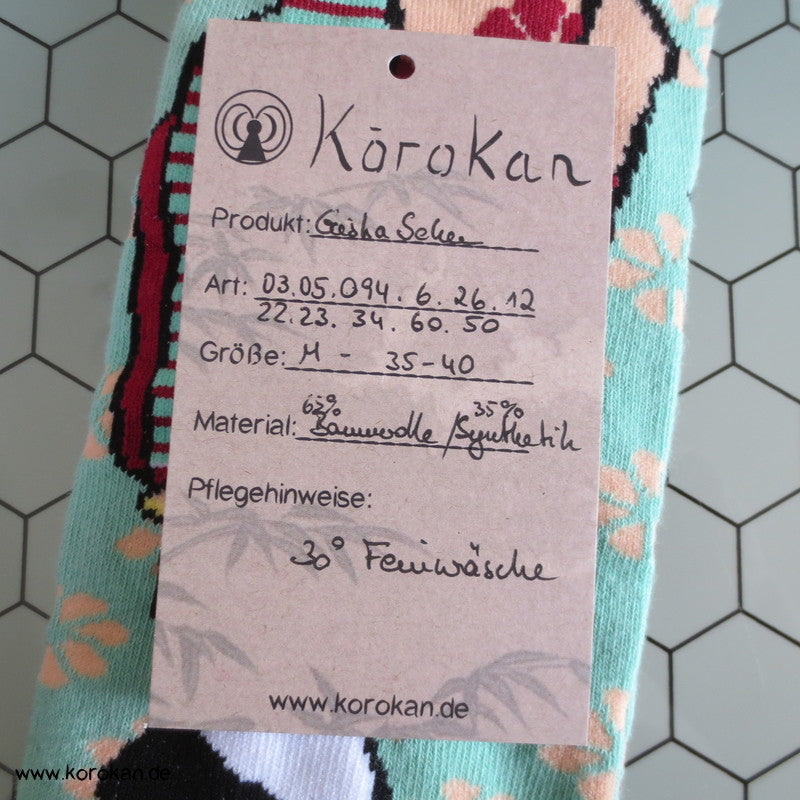 Kōrokan
Produkt: Geisha Socken
Art: 03.05.094.6.26.12
22.23.34.60.50
Größe: M - 35-40
65% 35%
Material: Baumwolle / Synthetik
Pflegehinweise:
30° Feinwäsche
www.korokan.de
www.korokan.de